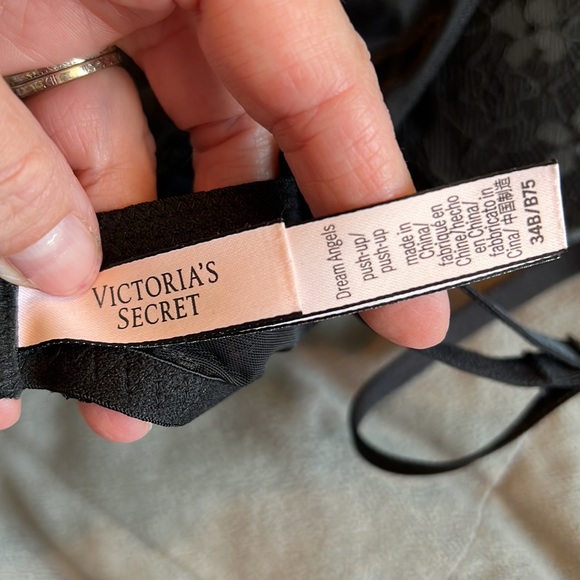 VICTORIA'S
SECRET
Dream Angels
push-up/
push-up
made in
China/
fabriqué en
Chine/hecho
en China/
fabricato in
Cina/ 中国制造
34B/B75